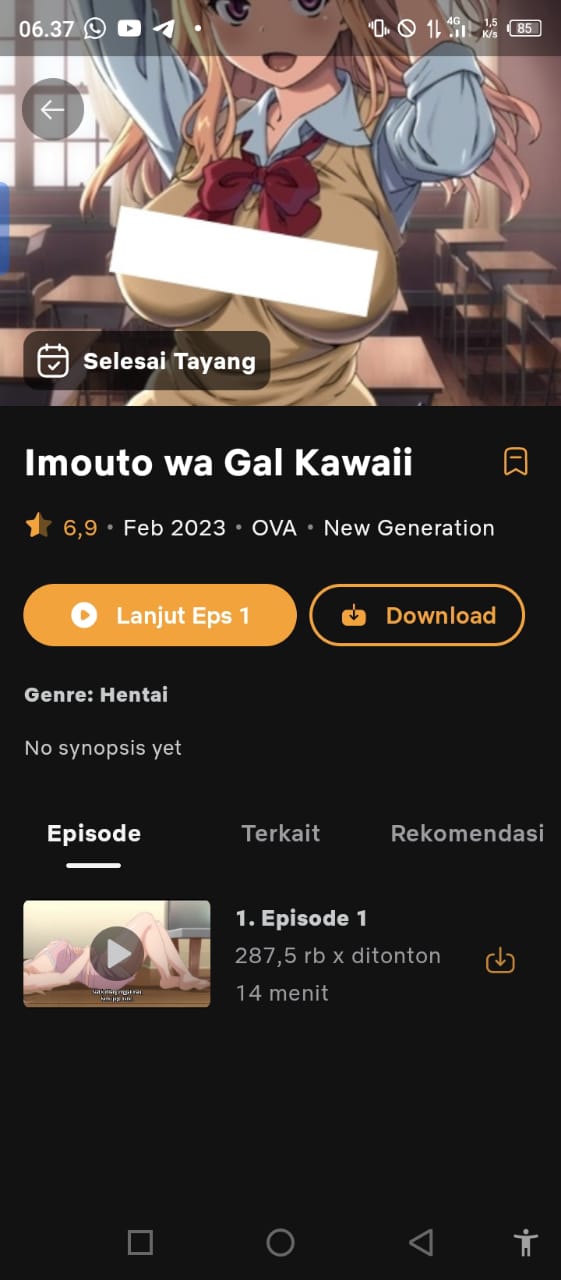 06.37
4G
1,5
K/s
85
Selesai Tayang
Imouto wa Gal Kawaii
6,9 • Feb 2023 • OVA • New Generation
Lanjut Eps 1
Download
Genre: Hentai
No synopsis yet
Episode
Terkait
Rekomendasi
1. Episode 1
287,5 rb x ditonton
14 menit